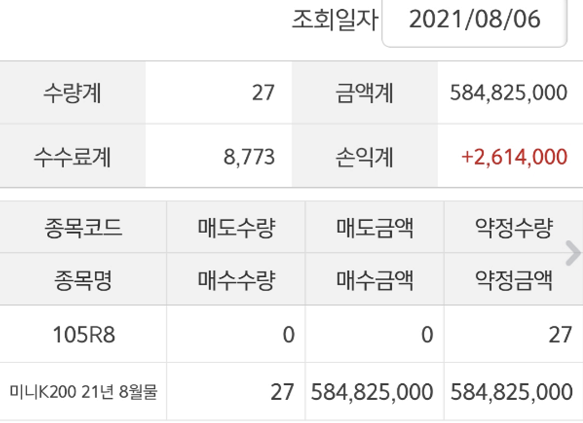 조회일자 2021/08/06
수량계 27 금액계 584,825,000
수수료계 8,773 손익계 +2,614,000
종목코드 매도수량 매도금액 약정수량
종목명 매수수량 매수금액 약정금액
105R8 0 0 27
미니K200 21년 8월물 27 584,825,000 584,825,000